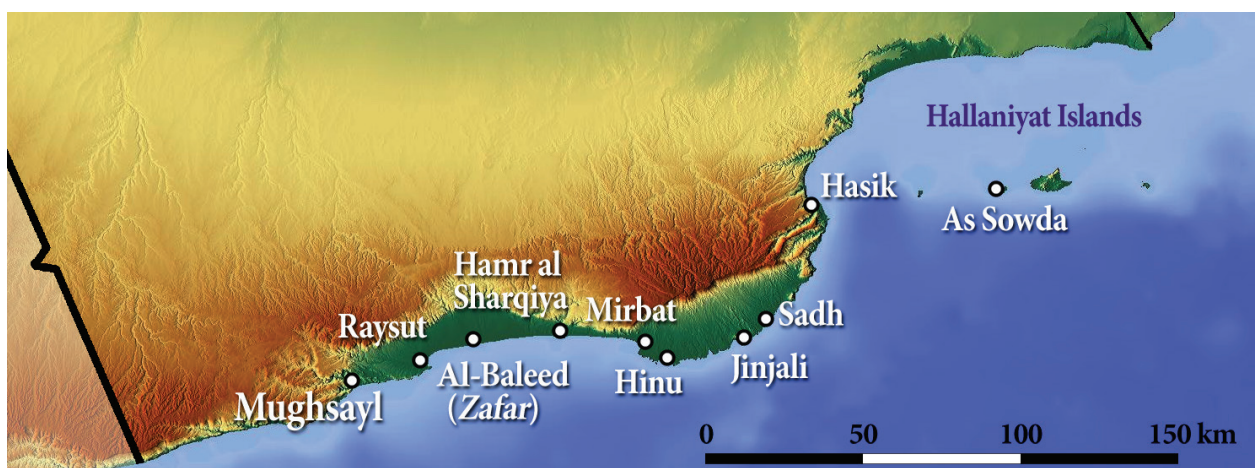 Hallaniyat Islands
Hasik
As Sowda
Hamr al
Sharqiya
Mirbat
Raysut
Sadh
Al-Baleed
(Zafar)
Hinu
Jinjali
Mughsayl
0 50 100 150 km